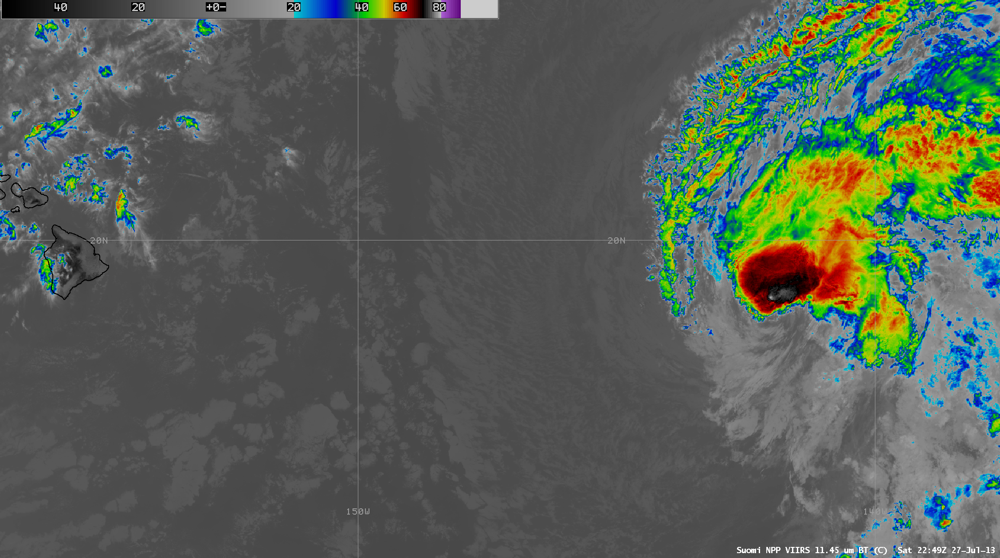 40 20 +0- 20 40 60 80
20N 20N
150W 140W
Suomi NPP VIIRS 11.45 um BT (C) Sat 22:49Z 27-Jul-13